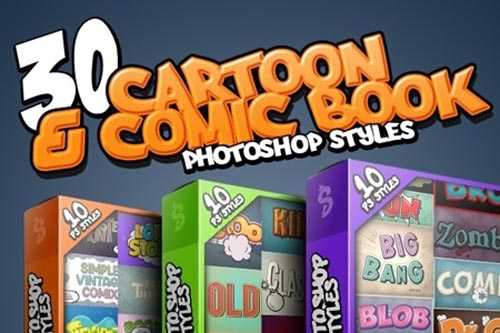 30 CARTOON
& COMIC BOOK
PHOTOSHOP STYLES
10
PS STYLES
SIMPLE
VINTAGE
COMIX
10
PS STYLES
OLD
10
PS STYLES
BIG
BANG
Zomb
COMI
BLOB